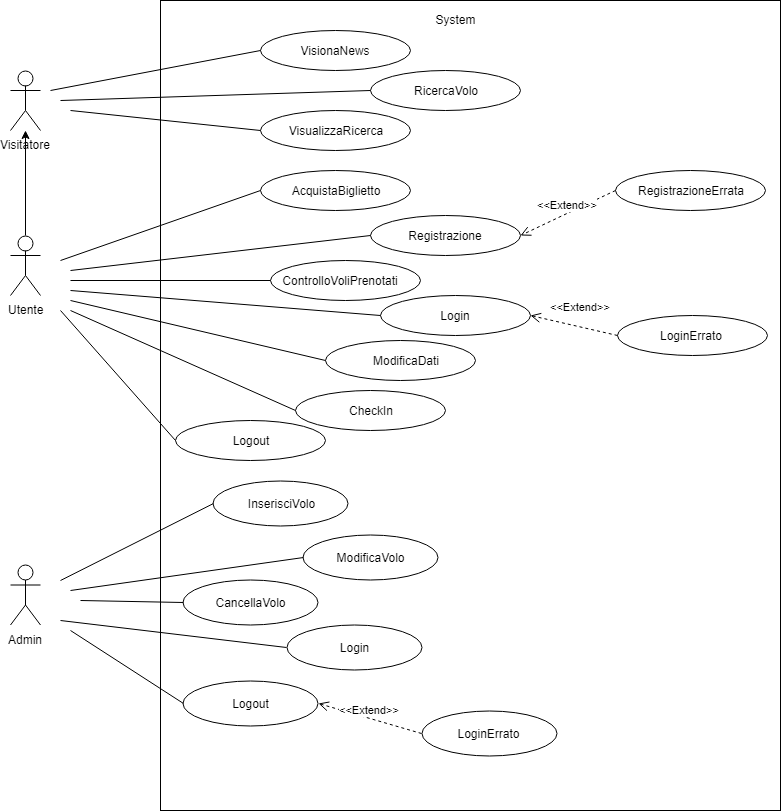 System
VisionaNews
RicercaVolo
VisualizzaRicerca
Visitatore
AcquistaBiglietto
RegistrazioneErrata
<<Extend>>
Registrazione
ControlloVoliPrenotati
Utente
<<Extend>>
Login
LoginErrato
ModificaDati
CheckIn
Logout
InserisciVolo
ModificaVolo
CancellaVolo
Admin
Login
Logout
<<Extend>>
LoginErrato